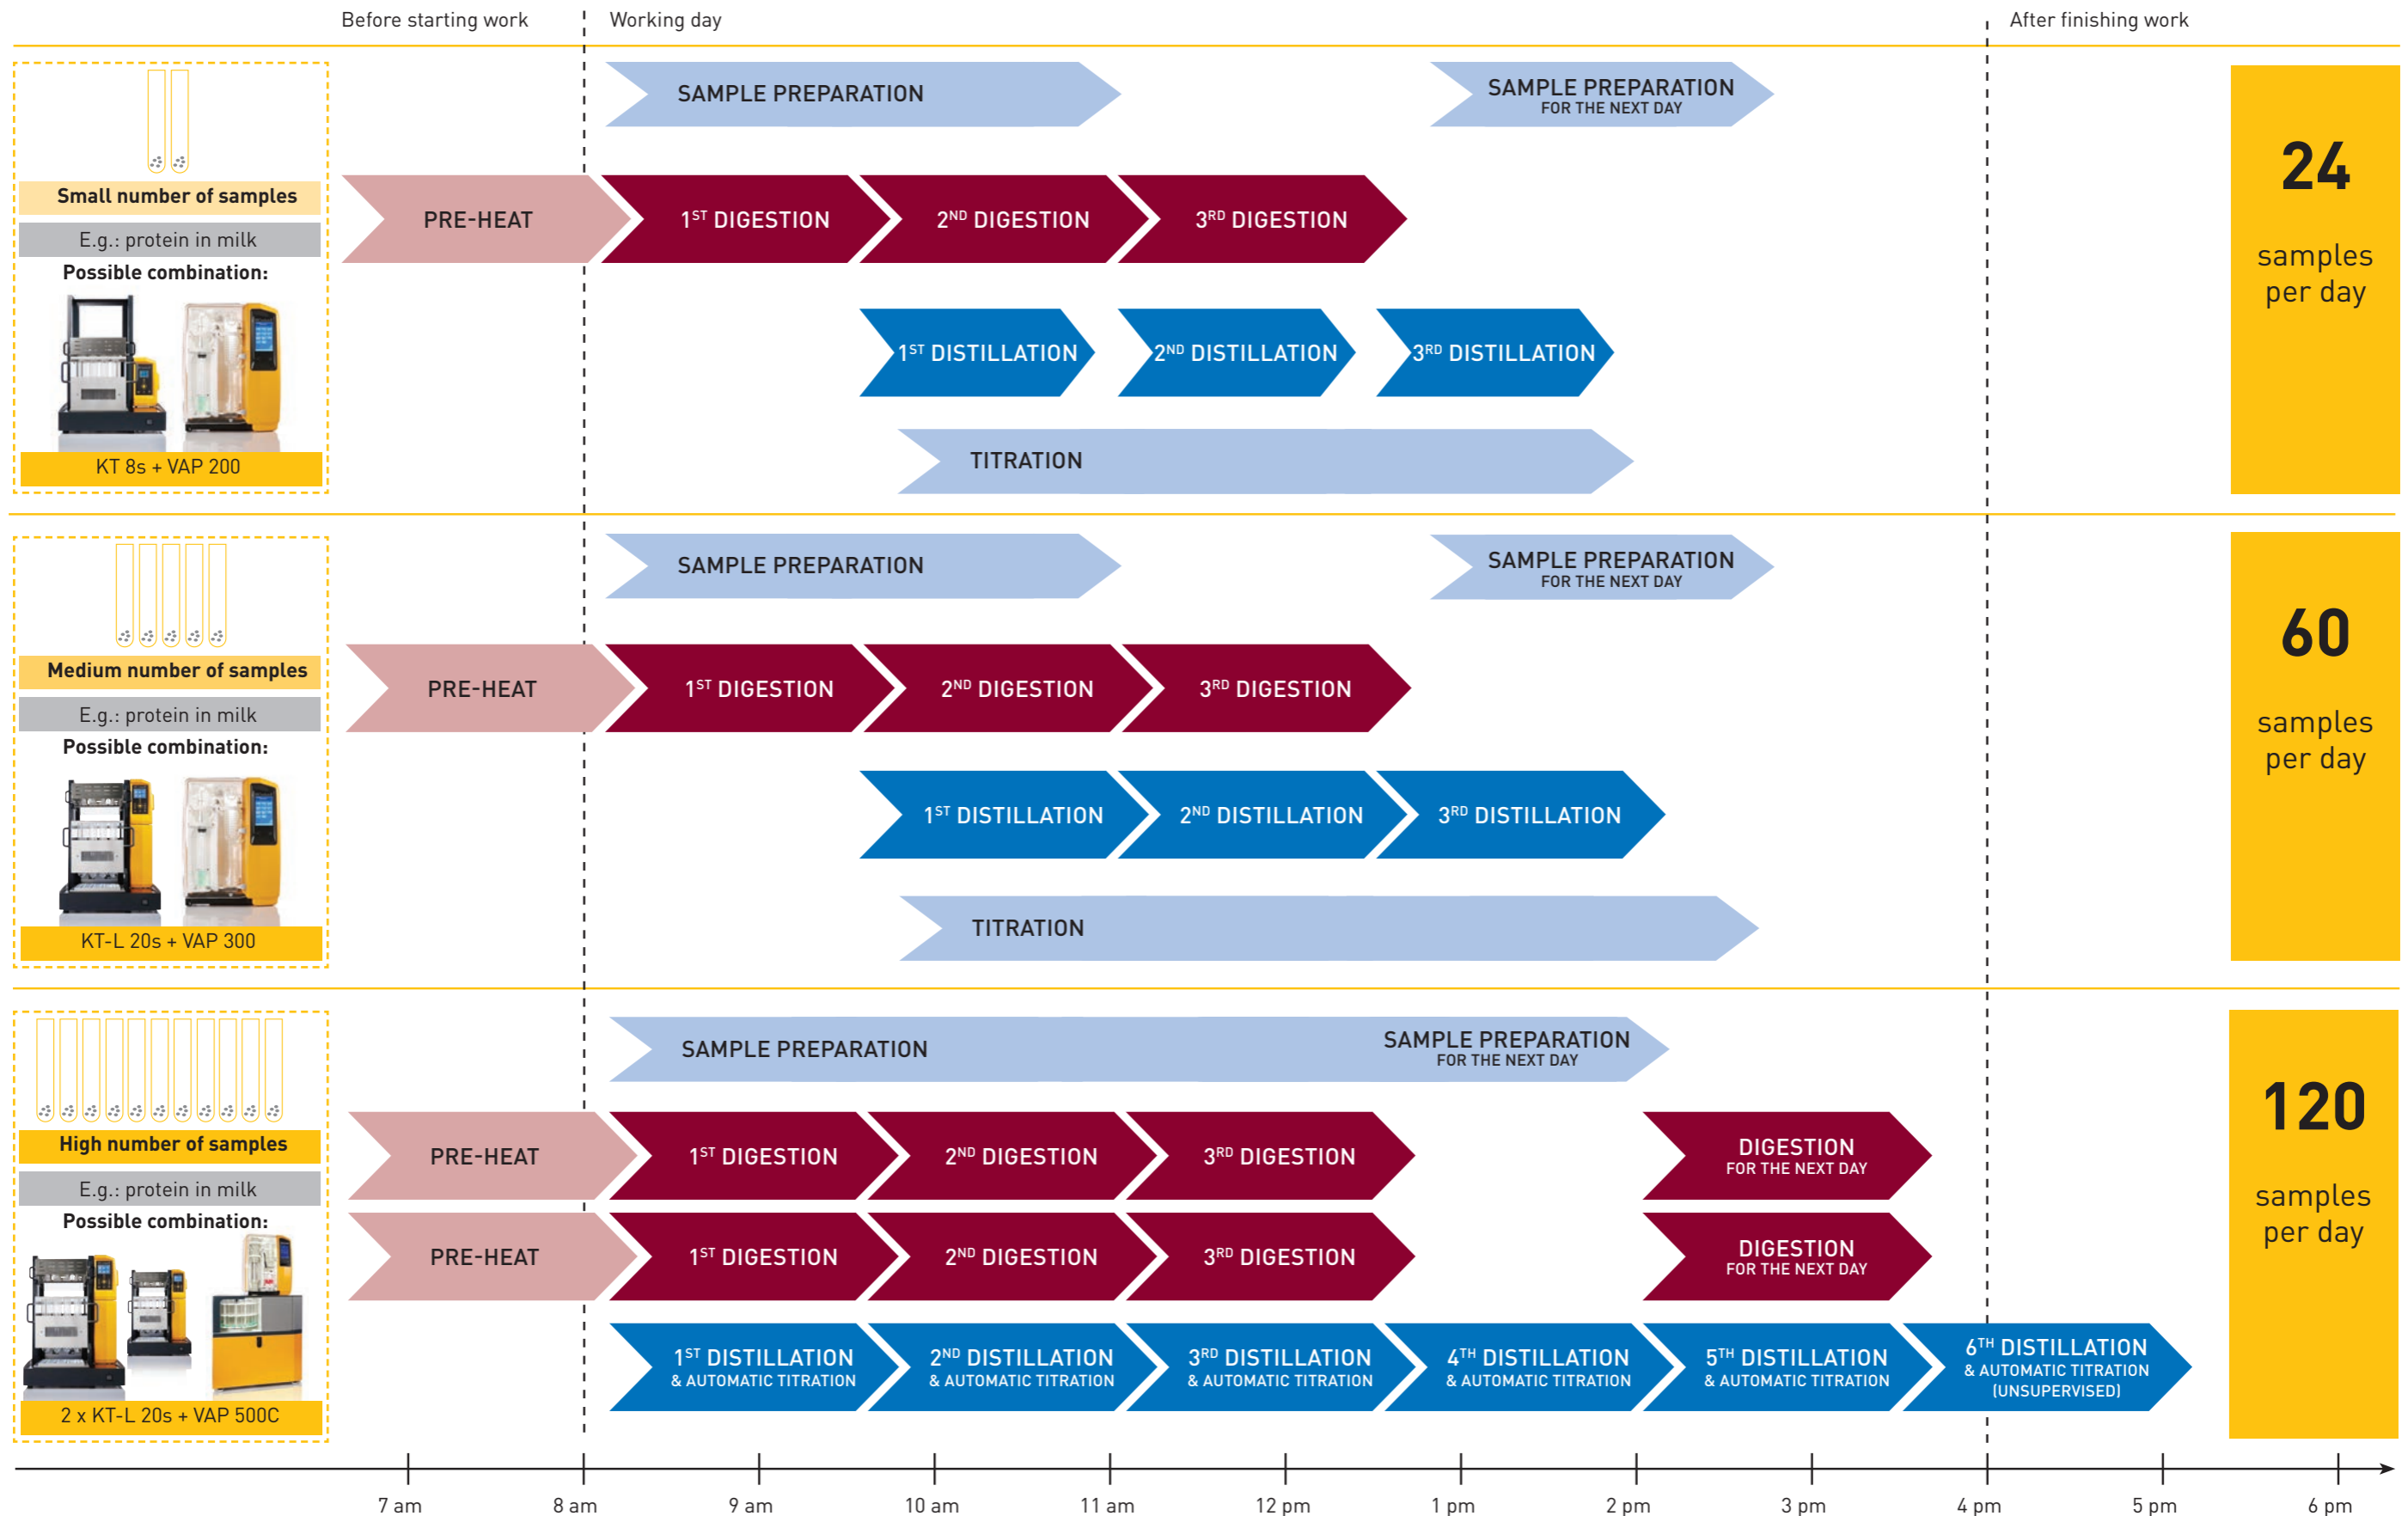 Before starting work
Working day
After finishing work
Small number of samples
E.g.: protein in milk
Possible combination:
KT 8s + VAP 200
SAMPLE PREPARATION
SAMPLE PREPARATION
FOR THE NEXT DAY
PRE-HEAT
1ST DIGESTION
2ND DIGESTION
3RD DIGESTION
1ST DISTILLATION
2ND DISTILLATION
3RD DISTILLATION
TITRATION
24
samples
per day
Medium number of samples
E.g.: protein in milk
Possible combination:
KT-L 20s + VAP 300
SAMPLE PREPARATION
SAMPLE PREPARATION
FOR THE NEXT DAY
PRE-HEAT
1ST DIGESTION
2ND DIGESTION
3RD DIGESTION
1ST DISTILLATION
2ND DISTILLATION
3RD DISTILLATION
TITRATION
60
samples
per day
High number of samples
E.g.: protein in milk
Possible combination:
2 x KT-L 20s + VAP 500C
SAMPLE PREPARATION
SAMPLE PREPARATION
FOR THE NEXT DAY
PRE-HEAT
1ST DIGESTION
2ND DIGESTION
3RD DIGESTION
DIGESTION
FOR THE NEXT DAY
PRE-HEAT
1ST DIGESTION
2ND DIGESTION
3RD DIGESTION
DIGESTION
FOR THE NEXT DAY
1ST DISTILLATION
& AUTOMATIC TITRATION
2ND DISTILLATION
& AUTOMATIC TITRATION
3RD DISTILLATION
& AUTOMATIC TITRATION
4TH DISTILLATION
& AUTOMATIC TITRATION
5TH DISTILLATION
& AUTOMATIC TITRATION
6TH DISTILLATION
& AUTOMATIC TITRATION
(UNSUPERVISED)
120
samples
per day
7 am
8 am
9 am
10 am
11 am
12 pm
1 pm
2 pm
3 pm
4 pm
5 pm
6 pm